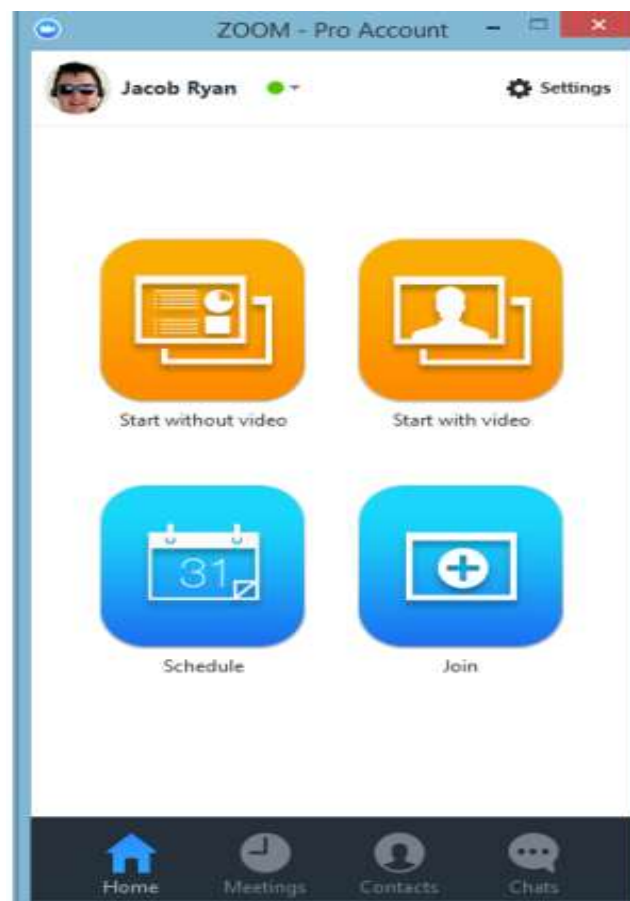 ZOOM - Pro Account
Jacob Ryan
Settings
Start without video
Start with video
31
Schedule
Join
Home
Meetings
Contacts
Chats